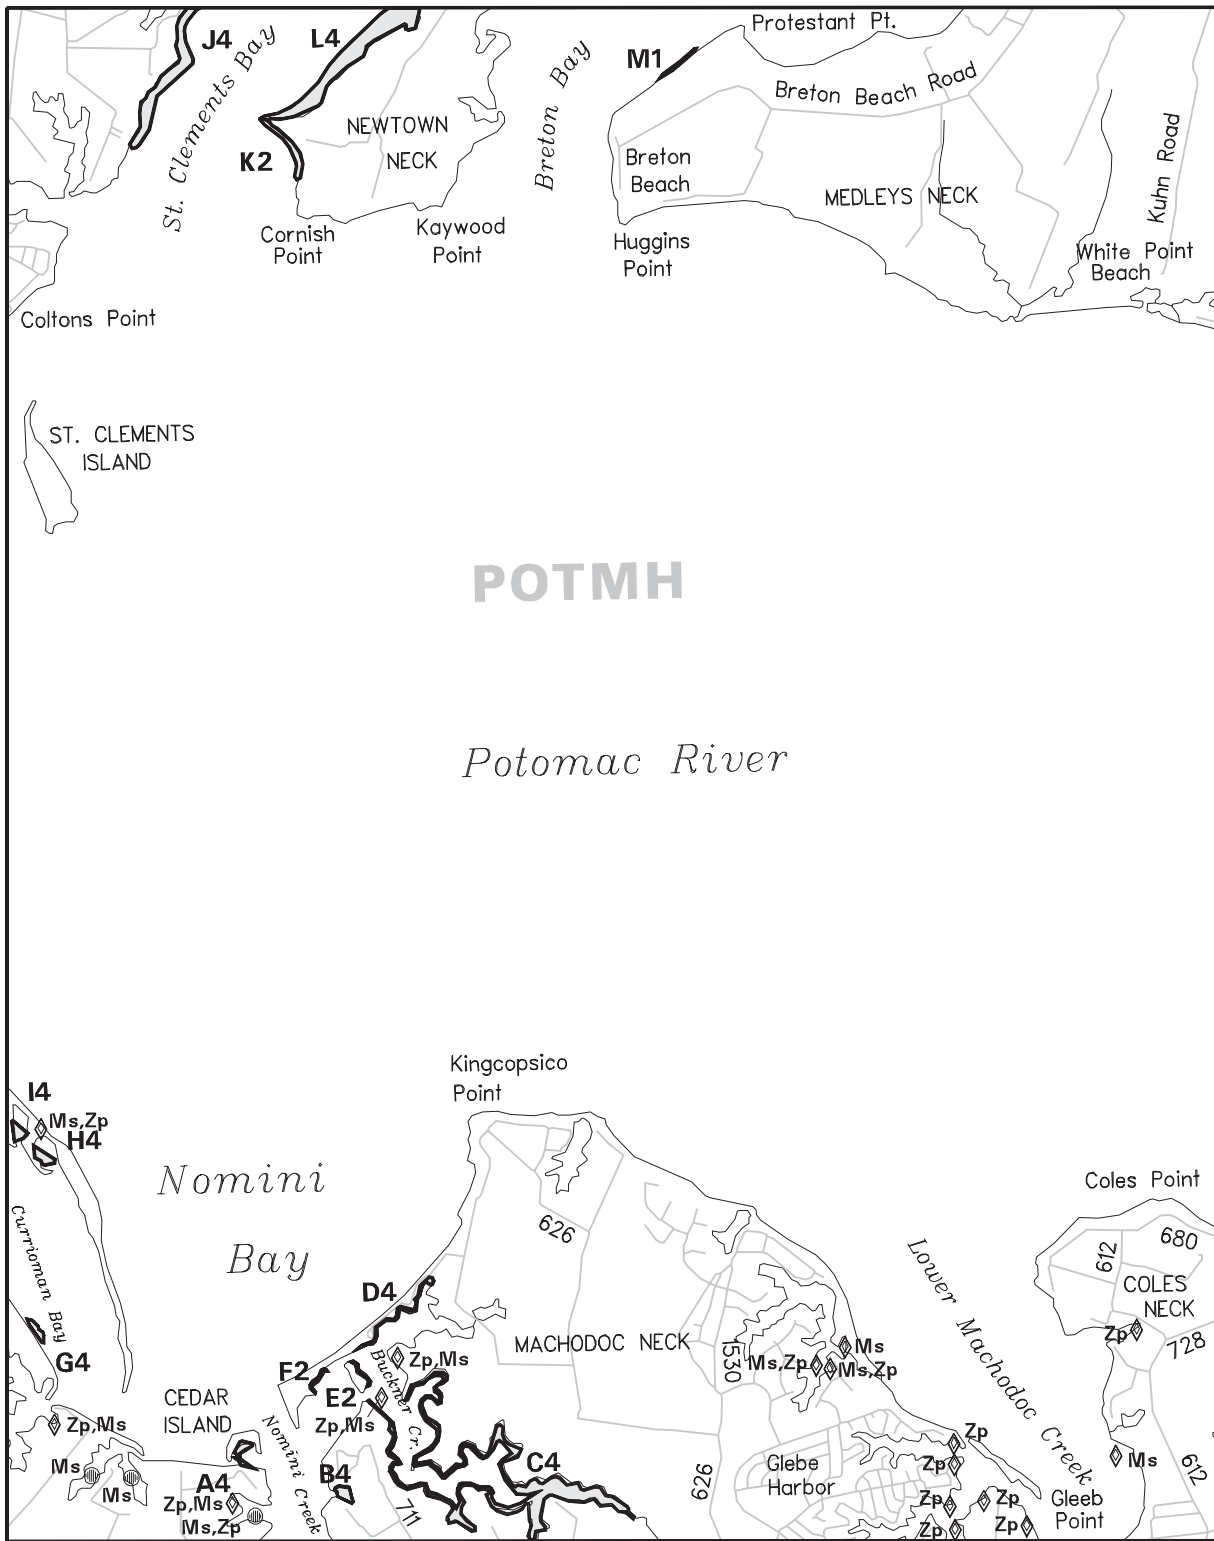 Protestant Pt.
J4
L4
M1
St. Clements Bay
Breton Bay
Breton Beach Road
NEWTOWN
NECK
K2
Breton
Beach
MEDLEYS NECK
Kuhn Road
Cornish
Point
Kaywood
Point
Huggins
Point
White Point
Beach
Coltons Point
ST. CLEMENTS
ISLAND
POTMH
Potomac River
Kingcopsico
Point
I4
Ms,Zp
H4
Nomini
Bay
Currioman Bay
G4
D4
626
MACHODOC NECK
Coles Point
612
680
COLES
NECK
Zp
728
Lower Machodoc Creek
1530
Ms
Ms,Zp
Ms,Zp
F2
E2
Buckner Cr.
Zp,Ms
Zp,Ms
CEDAR
ISLAND
Nomini Creek
Zp,Ms
Ms
Ms
A4
Zp,Ms
Ms,Zp
B4
711
C4
626
Glebe
Harbor
Zp
Zp
Zp
Zp
Zp
Zp
Gleeb
Point
Ms
612